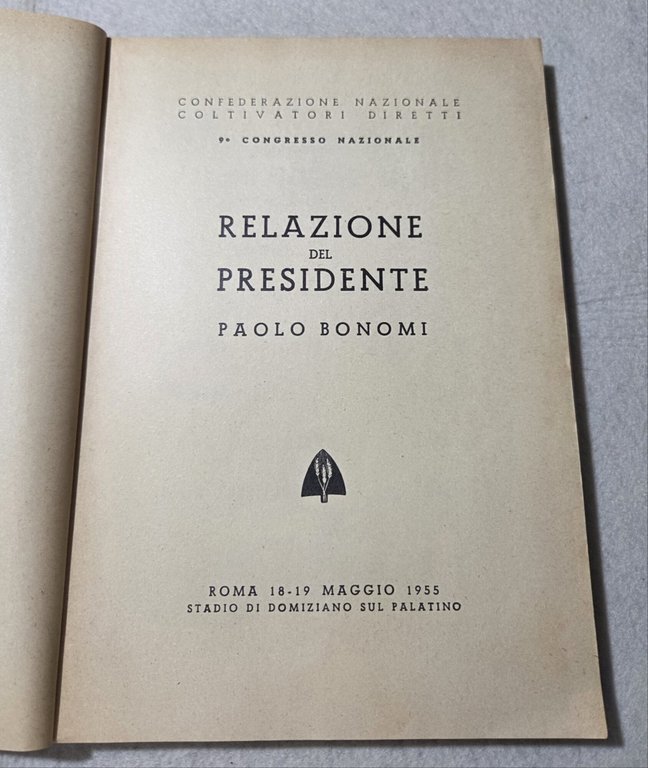 CONFEDERAZIONE NAZIONALE
COLTIVATORI DIRETTI
9º CONGRESSO NAZIONALE
RELAZIONE
DEL
PRESIDENTE
PAOLO BONOMI
ROMA 18-19 MAGGIO 1955
STADIO DI DOMIZIANO SUL PALATINO